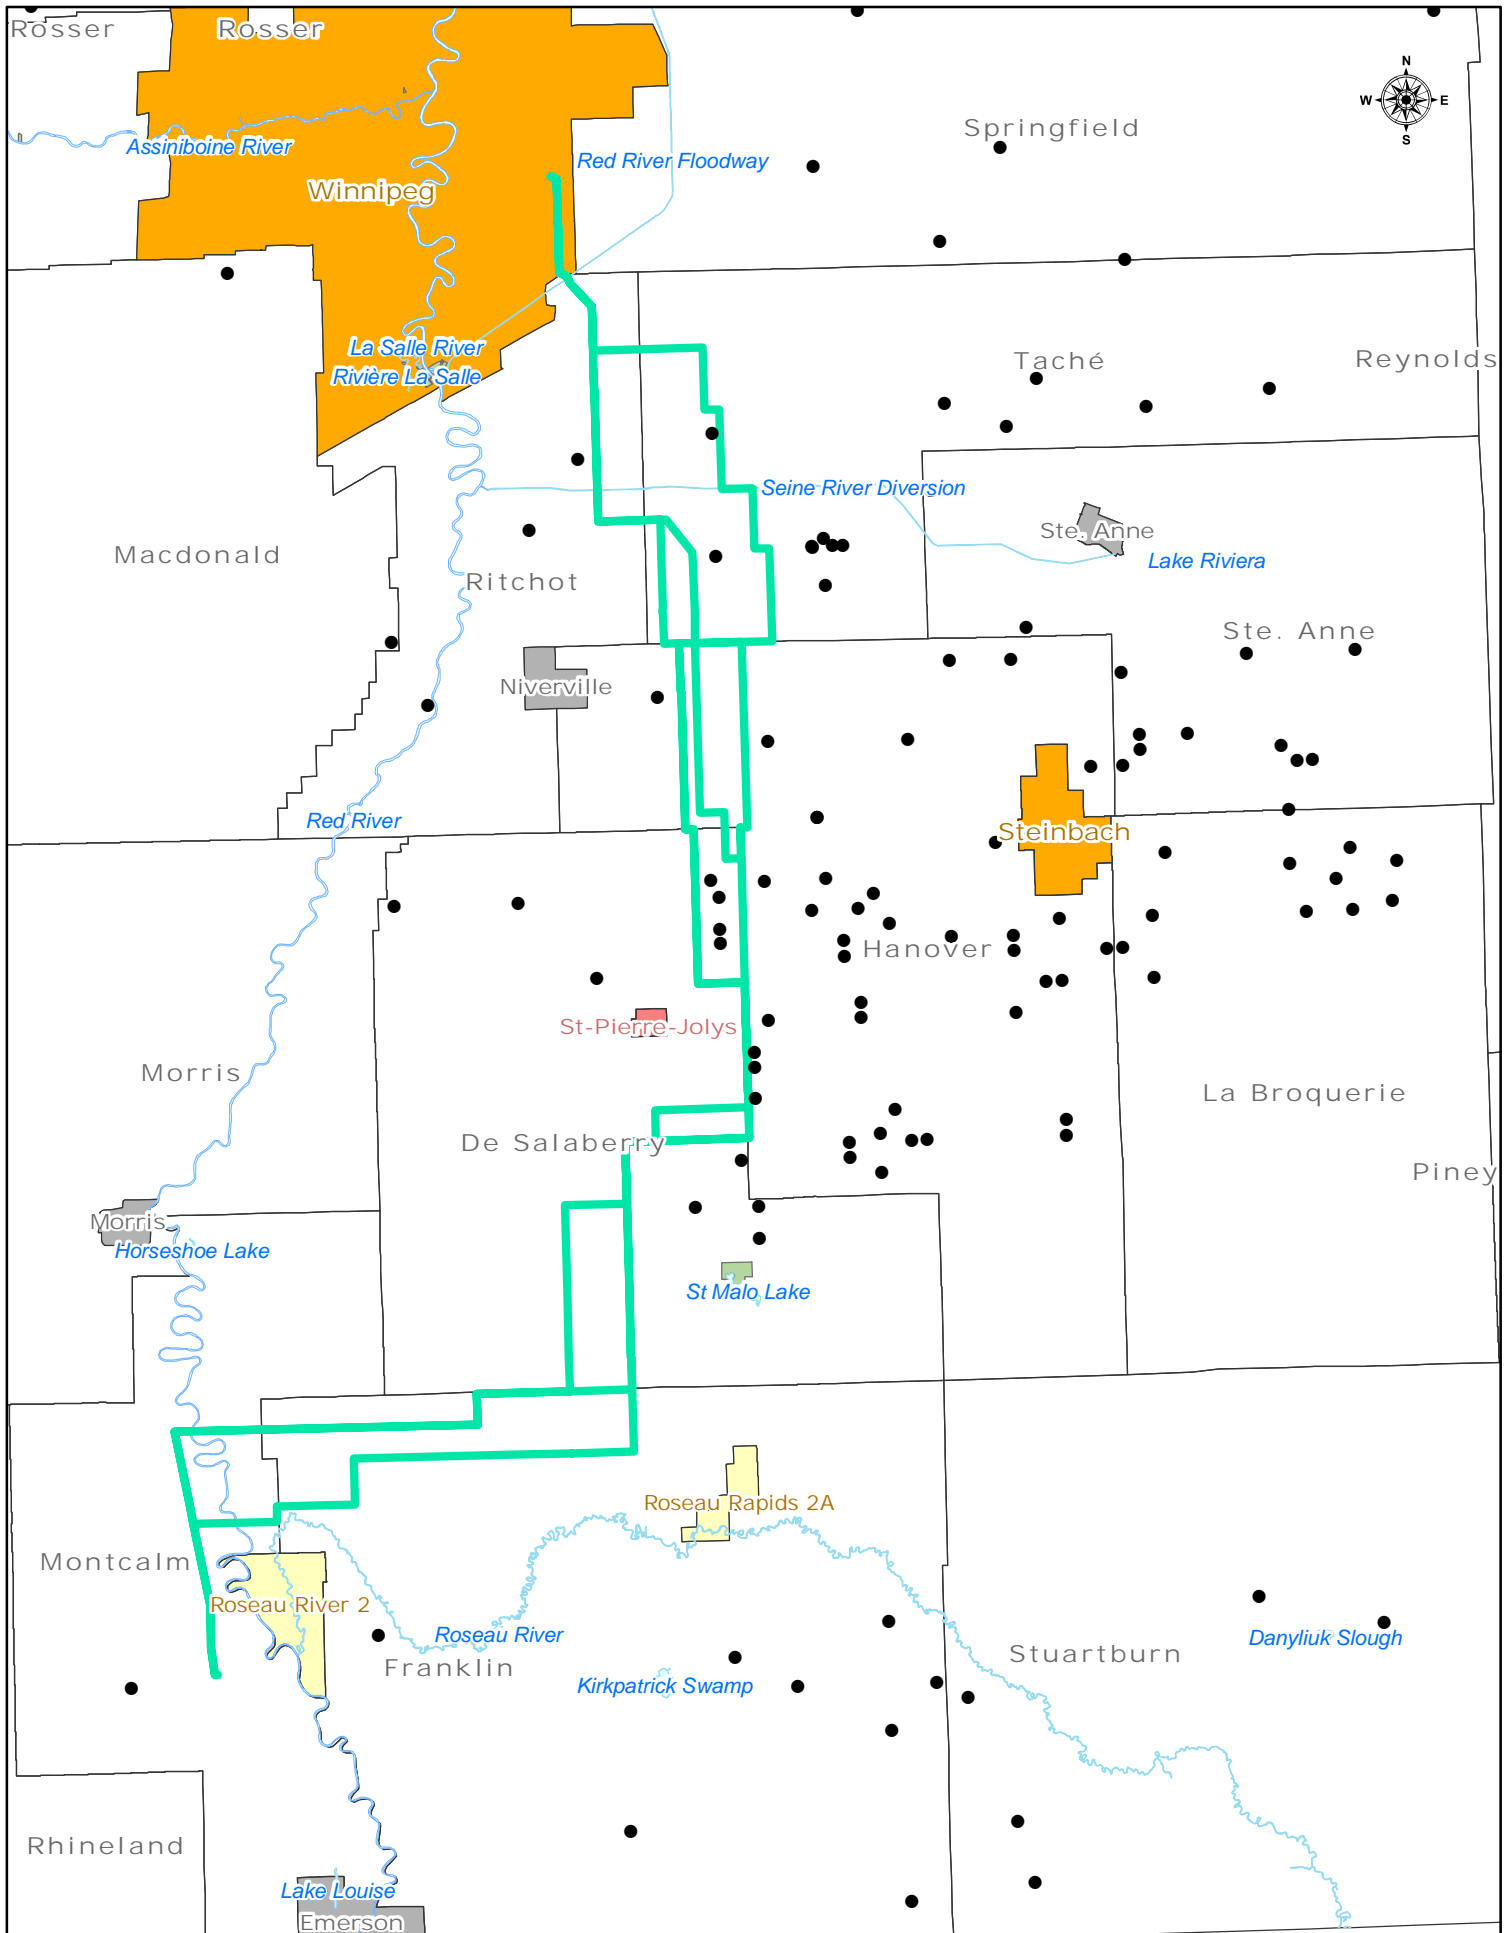 Rosser
Rosser
N
W
E
S
Springfield
Assiniboine River
Red River Floodway
Winnipeg
La Salle River
Rivière La Salle
Taché
Reynolds
Seine River Diversion
Ste. Anne
Macdonald
Lake Riviera
Ritchot
Ste. Anne
Niverville
Red River
Steinbach
Hanover
St-Pierre-Jolys
Morris
La Broquerie
De Salaberry
Piney
Morris
Horseshoe Lake
St Malo Lake
Roseau Rapids 2A
Montcalm
Roseau River 2
Roseau River
Danyliuk Slough
Stuartburn
Franklin
Kirkpatrick Swamp
Rhineland
Lake Louise
Emerson